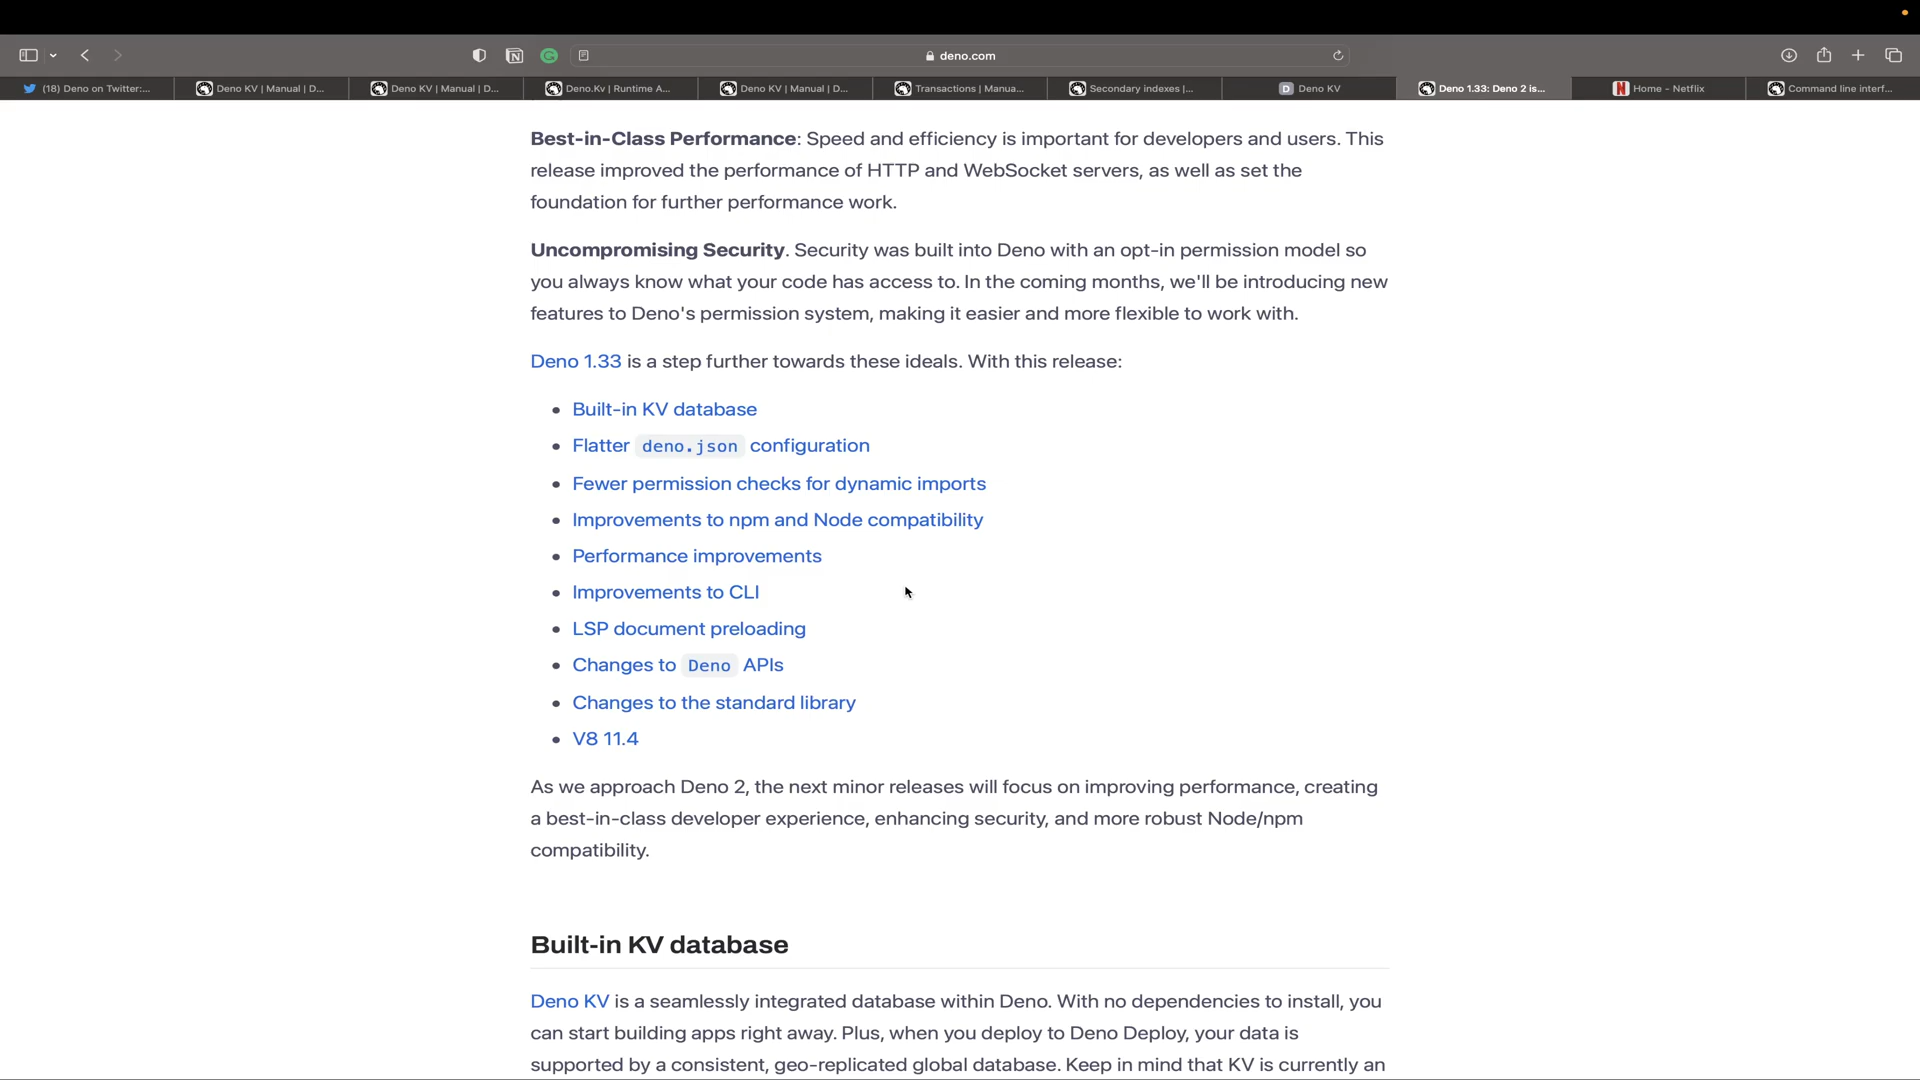 deno.com
(18) Deno on Twitter:...
Deno KV | Manual | D...
Deno KV | Manual | D...
Deno.Kv | Runtime A...
Deno KV | Manual | D...
Transactions | Manua...
Secondary indexes |...
D Deno KV
Deno 1.33: Deno 2 is...
N Home - Netflix
Command line interf...
Best-in-Class Performance: Speed and efficiency is important for developers and users. This
release improved the performance of HTTP and WebSocket servers, as well as set the
foundation for further performance work.
Uncompromising Security. Security was built into Deno with an opt-in permission model so
you always know what your code has access to. In the coming months, we'll be introducing new
features to Deno's permission system, making it easier and more flexible to work with.
Deno 1.33 is a step further towards these ideals. With this release:
• Built-in KV database
• Flatter deno.json configuration
• Fewer permission checks for dynamic imports
• Improvements to npm and Node compatibility
• Performance improvements
• Improvements to CLI
• LSP document preloading
• Changes to Deno APIs
• Changes to the standard library
• V8 11.4
As we approach Deno 2, the next minor releases will focus on improving performance, creating
a best-in-class developer experience, enhancing security, and more robust Node/npm
compatibility.
Built-in KV database
Deno KV is a seamlessly integrated database within Deno. With no dependencies to install, you
can start building apps right away. Plus, when you deploy to Deno Deploy, your data is
supported by a consistent, geo-replicated global database. Keep in mind that KV is currently an